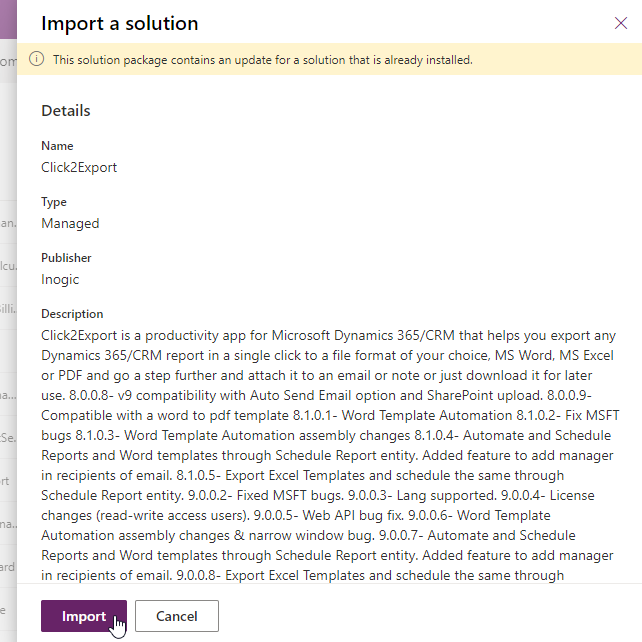 Import a solution
This solution package contains an update for a solution that is already installed.
Details
Name
Click2Export
Type
Managed
Publisher
Inogic
Description
Click2Export is a productivity app for Microsoft Dynamics 365/CRM that helps you export any
Dynamics 365/CRM report in a single click to a file format of your choice, MS Word, MS Excel
or PDF and go a step further and attach it to an email or note or just download it for later
use. 8.0.0.8- v9 compatibility with Auto Send Email option and SharePoint upload. 8.0.0.9-
Compatible with a word to pdf template 8.1.0.1- Word Template Automation 8.1.0.2- Fix MSFT
bugs 8.1.0.3- Word Template Automation assembly changes 8.1.0.4- Automate and Schedule
Reports and Word templates through Schedule Report entity. Added feature to add manager
in recipients of email. 8.1.0.5- Export Excel Templates and schedule the same through
Schedule Report entity. 9.0.0.2- Fixed MSFT bugs. 9.0.0.3- Lang supported. 9.0.0.4- License
changes (read-write access users). 9.0.0.5- Web API bug fix. 9.0.0.6- Word Template
Automation assembly changes & narrow window bug. 9.0.0.7- Automate and Schedule
Reports and Word templates through Schedule Report entity. Added feature to add manager
in recipients of email. 9.0.0.8- Export Excel Templates and schedule the same through
Import Cancel